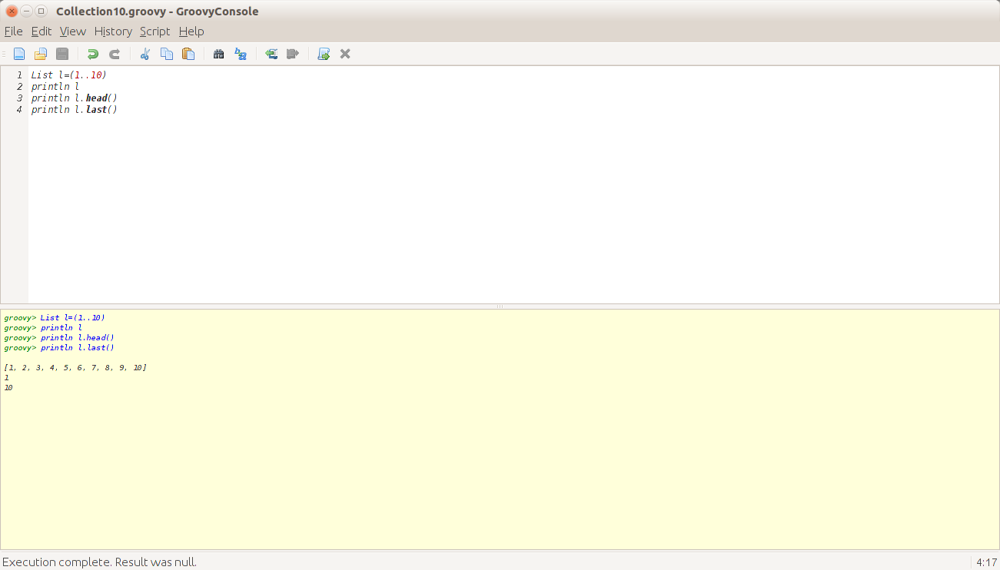 Collection10.groovy - GroovyConsole
File Edit View History Script Help
1 List l=(1..10)
2 println l
3 println l.head()
4 println l.last()
groovy> List l=(1..10)
groovy> println l
groovy> println l.head()
groovy> println l.last()
[1, 2, 3, 4, 5, 6, 7, 8, 9, 10]
1
10
Execution complete. Result was null. 4:17